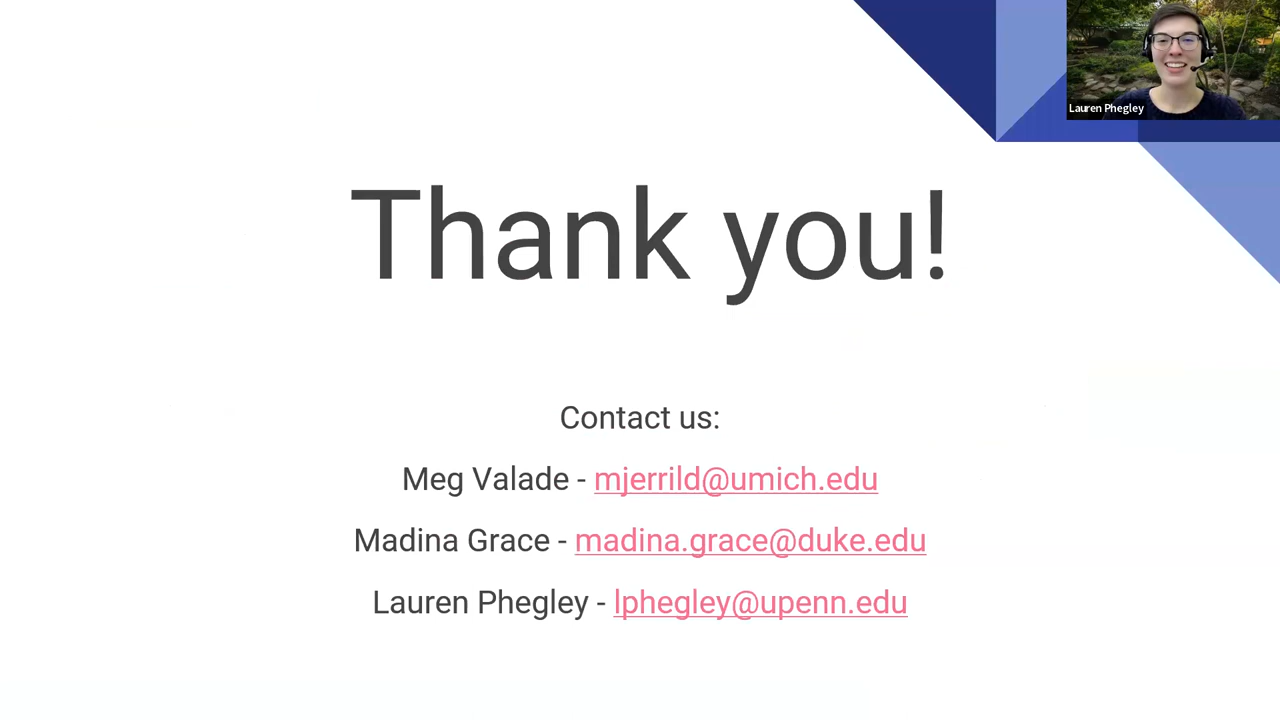 Lauren Phegley
Thank you!
Contact us:
Meg Valade - mjerrild@umich.edu
Madina Grace - madina.grace@duke.edu
Lauren Phegley - lphegley@upenn.edu